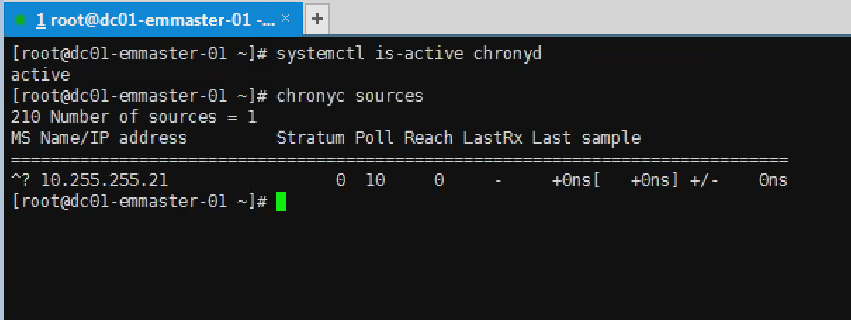 1 root@dc01-emmaster-01 -... × +
[root@dc01-emmaster-01 ~]# systemctl is-active chronyd
active
[root@dc01-emmaster-01 ~]# chronyc sources
210 Number of sources = 1
MS Name/IP address         Stratum Poll Reach LastRx Last sample
===============================================================================
^? 10.255.255.21                 0  10     0     -     +0ns[   +0ns] +/-    0ns
[root@dc01-emmaster-01 ~]#